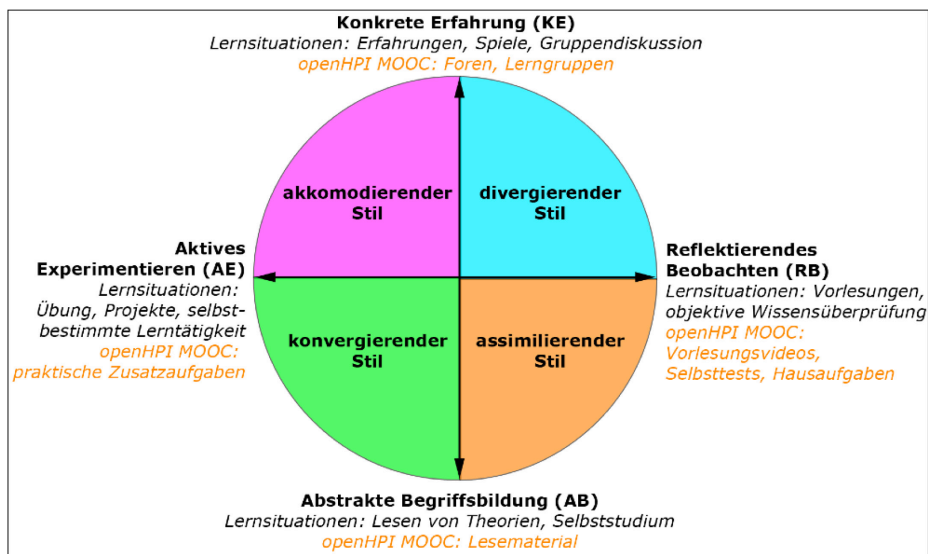 Konkrete Erfahrung (KE)
Lernsituationen: Erfahrungen, Spiele, Gruppendiskussion
openHPI MOOC: Foren, Lerngruppen
akkomodierender
Stil
divergierender
Stil
Aktives
Experimentieren (AE)
Lernsituationen:
Übung, Projekte, selbst-
bestimmte Lerntätigkeit
openHPI MOOC:
praktische Zusatzaufgaben
Reflektierendes
Beobachten (RB)
Lernsituationen: Vorlesungen,
objektive Wissensüberprüfung
openHPI MOOC:
Vorlesungsvideos,
Selbsttests, Hausaufgaben
konvergierender
Stil
assimilierender
Stil
Abstrakte Begriffsbildung (AB)
Lernsituationen: Lesen von Theorien, Selbststudium
openHPI MOOC: Lesematerial